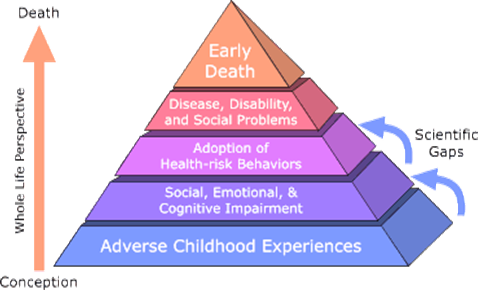 Death
Early
Death
Disease, Disability,
and Social Problems
Adoption of
Health-risk Behaviors
Scientific
Gaps
Social, Emotional, &
Cognitive Impairment
Adverse Childhood Experiences
Whole Life Perspective
Conception